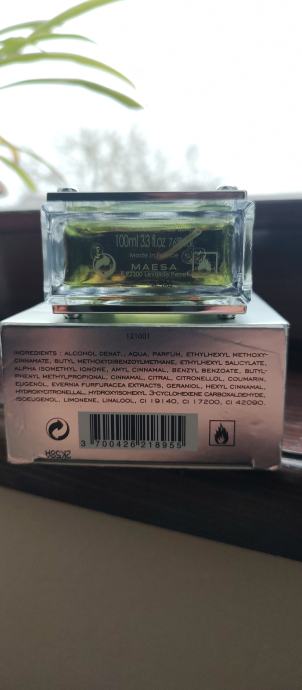 100ml 3.3 fl.oz
Made in France
MAESA
F 92300 Levallois Perret
121001
INGREDIENTS : ALCOHOL DENAT., AQUA, PARFUM, ETHYLHEXYL METHOXY-
CINNAMATE, BUTYL METHOXYDIBENZOYLMETHANE, ETHYLHEXYL SALICYLATE,
ALPHA ISOMETHYL IONONE, AMYL CINNAMAL, BENZYL BENZOATE, BUTYL-
PHENYL METHYLPROPIONAL, CINNAMAL, CITRAL, CITRONELLOL, COUMARIN,
EUGENOL, EVERNIA FURFURACEA EXTRACTS, GERANIOL, HEXYL CINNAMAL,
HYDROXYCITRONELLAL, HYDROXYISOHEXYL 3-CYCLOHEXENE CARBOXALDEHYDE,
ISOEUGENOL, LIMONENE, LINALOOL, CI 19140, CI 17200, CI 42090.
3 700426 218955